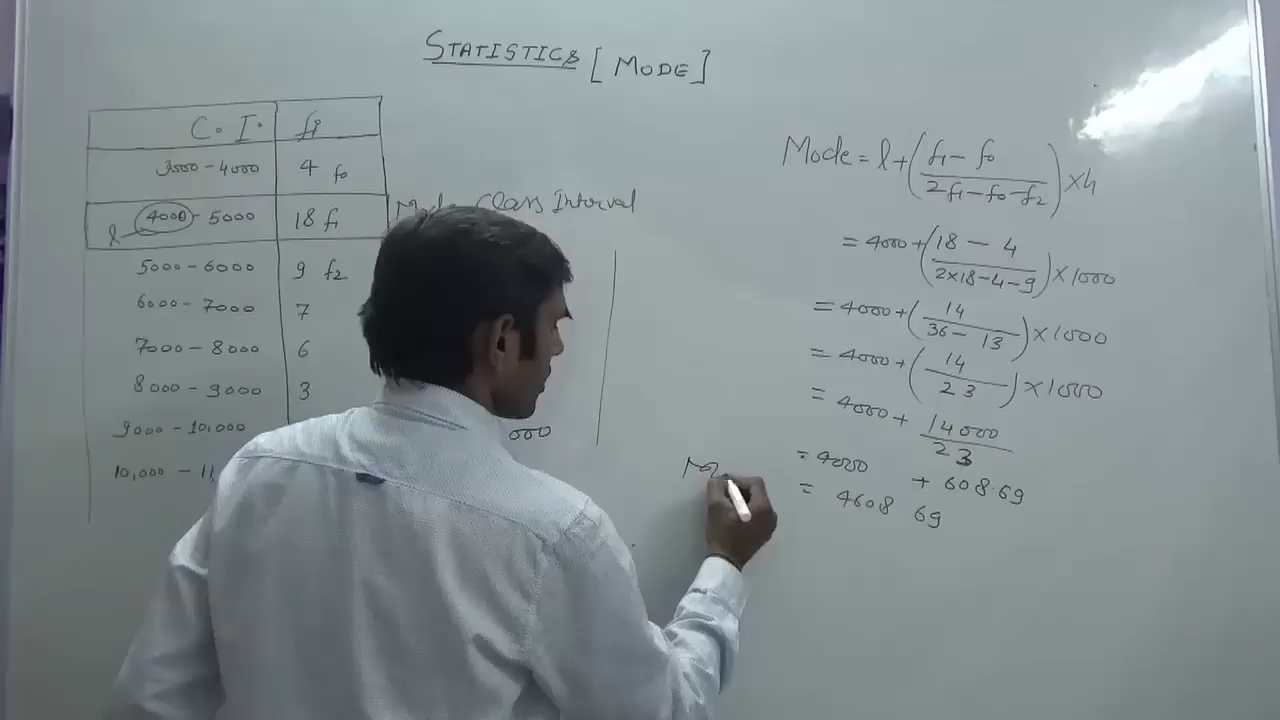 STATISTICS [MODE]
C.I. fi
3000-4000 4 f0
4000-5000 18 f1 Class Interval
l
5000-6000 9 f2
6000-7000 7
7000-8000 6
8000-9000 3
9000-10,000
10,000-11,
000
Mode = l+(f1-f0/2f1-f0-f2)×h
= 4000+(18-4/2×18-4-9)×1000
= 4000+(14/36-13)×1000
= 4000+(14/23)×1000
= 4000+14000/23
= 4000 + 608.69
= 4608 69